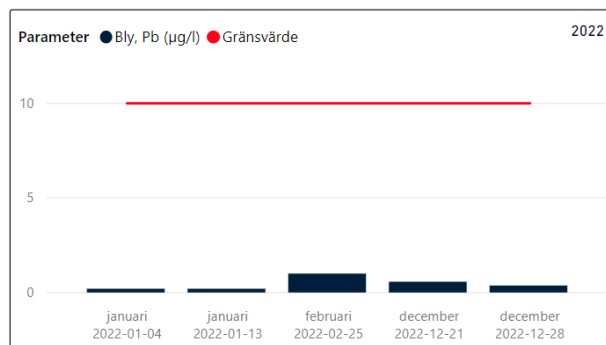 Parameter Bly, Pb (µg/l) Gränsvärde
2022
10
5
0
januari januari februari december december
2022-01-04 2022-01-13 2022-02-25 2022-12-21 2022-12-28